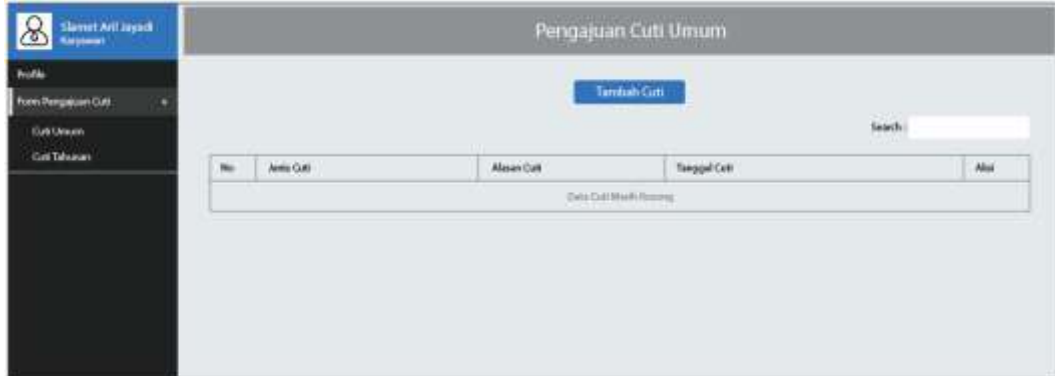 Slamet Arif Jayadi
Karyawan
Pengajuan Cuti Umum
Profile
Form Pengajuan Cuti
Cuti Umum
Cuti Tahunan
Tambah Cuti
Search :
No Jenis Cuti Alasan Cuti Tanggal Cuti Aksi
Data Cuti Masih Kosong